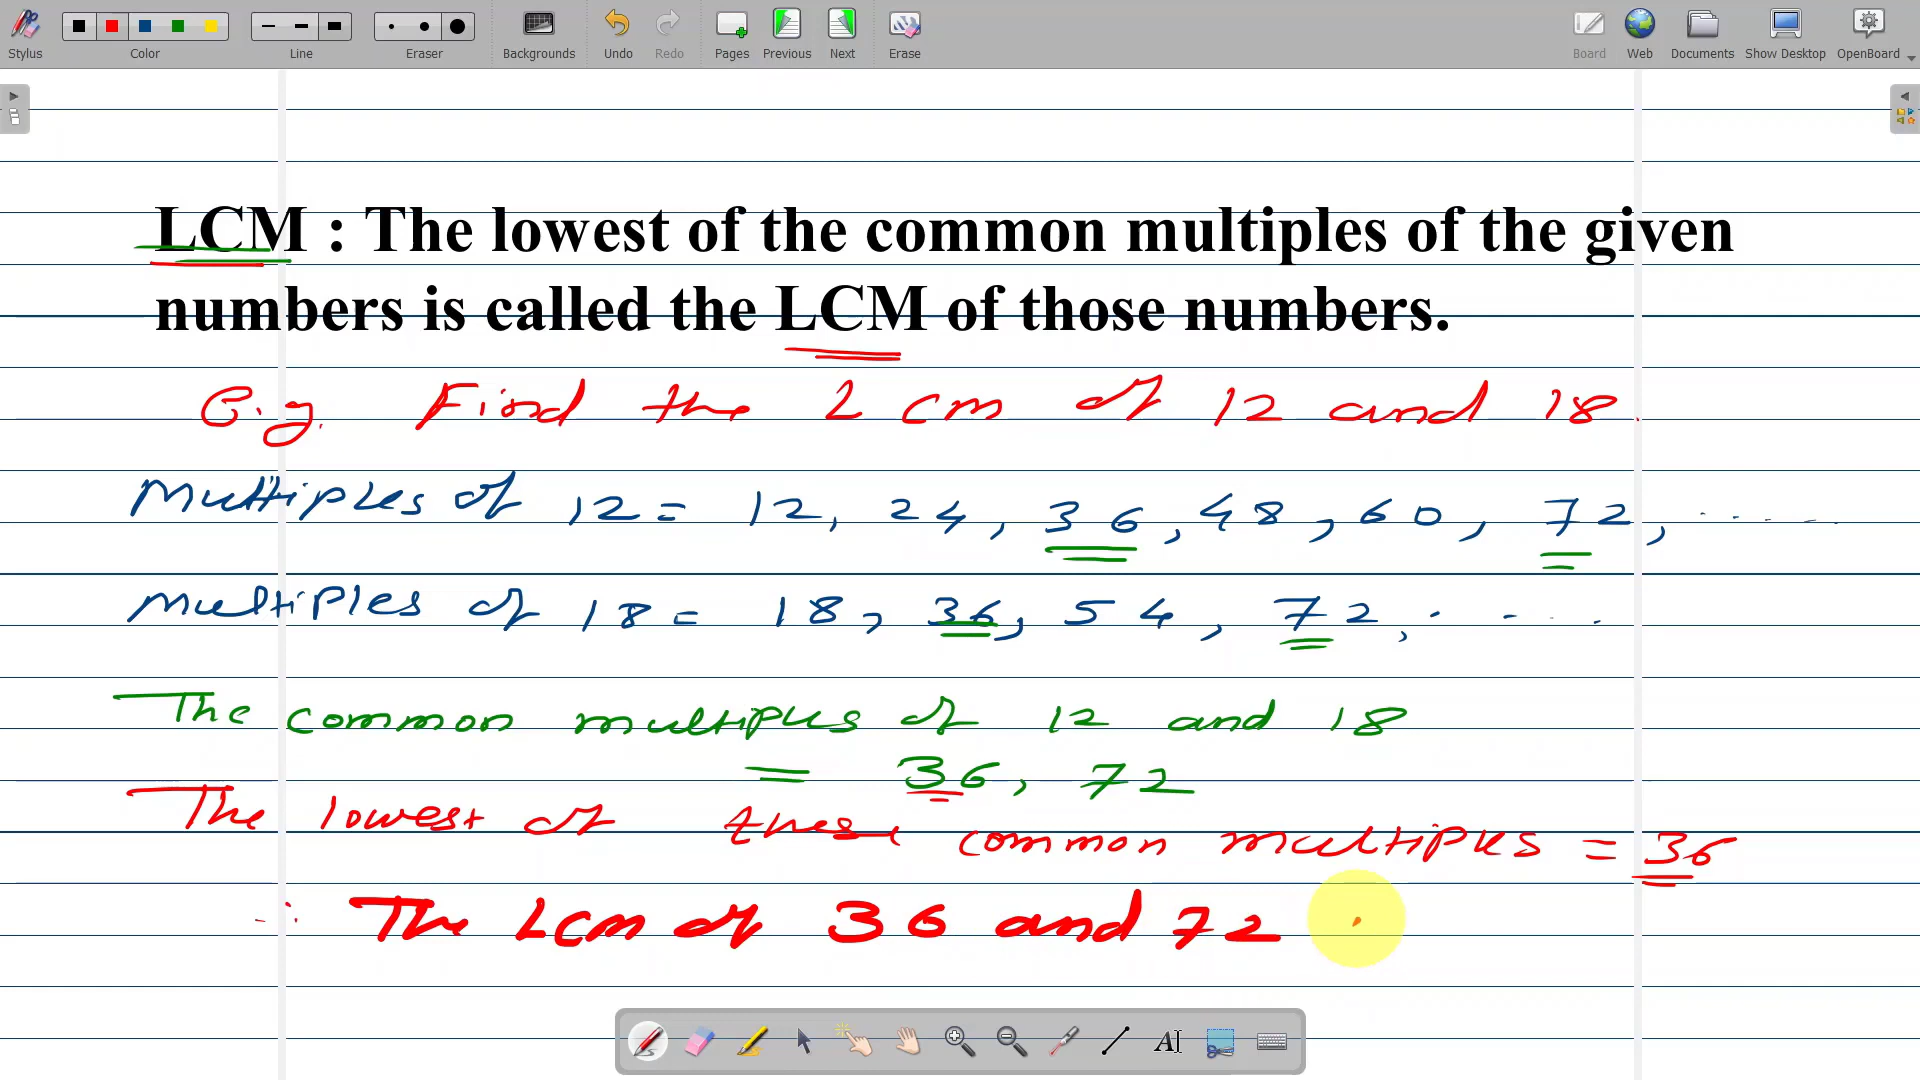 Stylus Color Line Eraser Backgrounds Undo Redo Pages Previous Next Erase Board Web Documents Show Desktop OpenBoard
LCM : The lowest of the common multiples of the given
numbers is called the LCM of those numbers.
e.g. Find the LCM of 12 and 18.
Multiples of 12 = 12, 24, 36, 48, 60, 72, ......
multiples of 18 = 18, 36, 54, 72, .....
The common multiples of 12 and 18
= 36, 72
The lowest of these common multiples = 36
∴ The LCM of 36 and 72